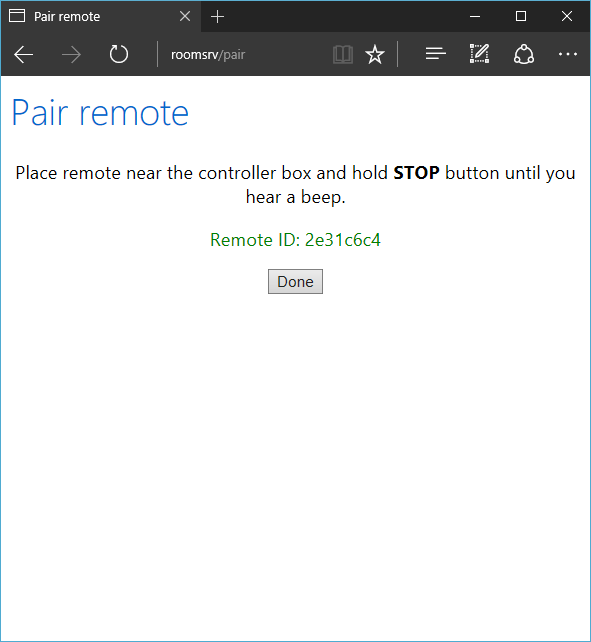 Pair remote
roomsrv/pair
Pair remote
Place remote near the controller box and hold STOP button until you
hear a beep.
Remote ID: 2e31c6c4
Done